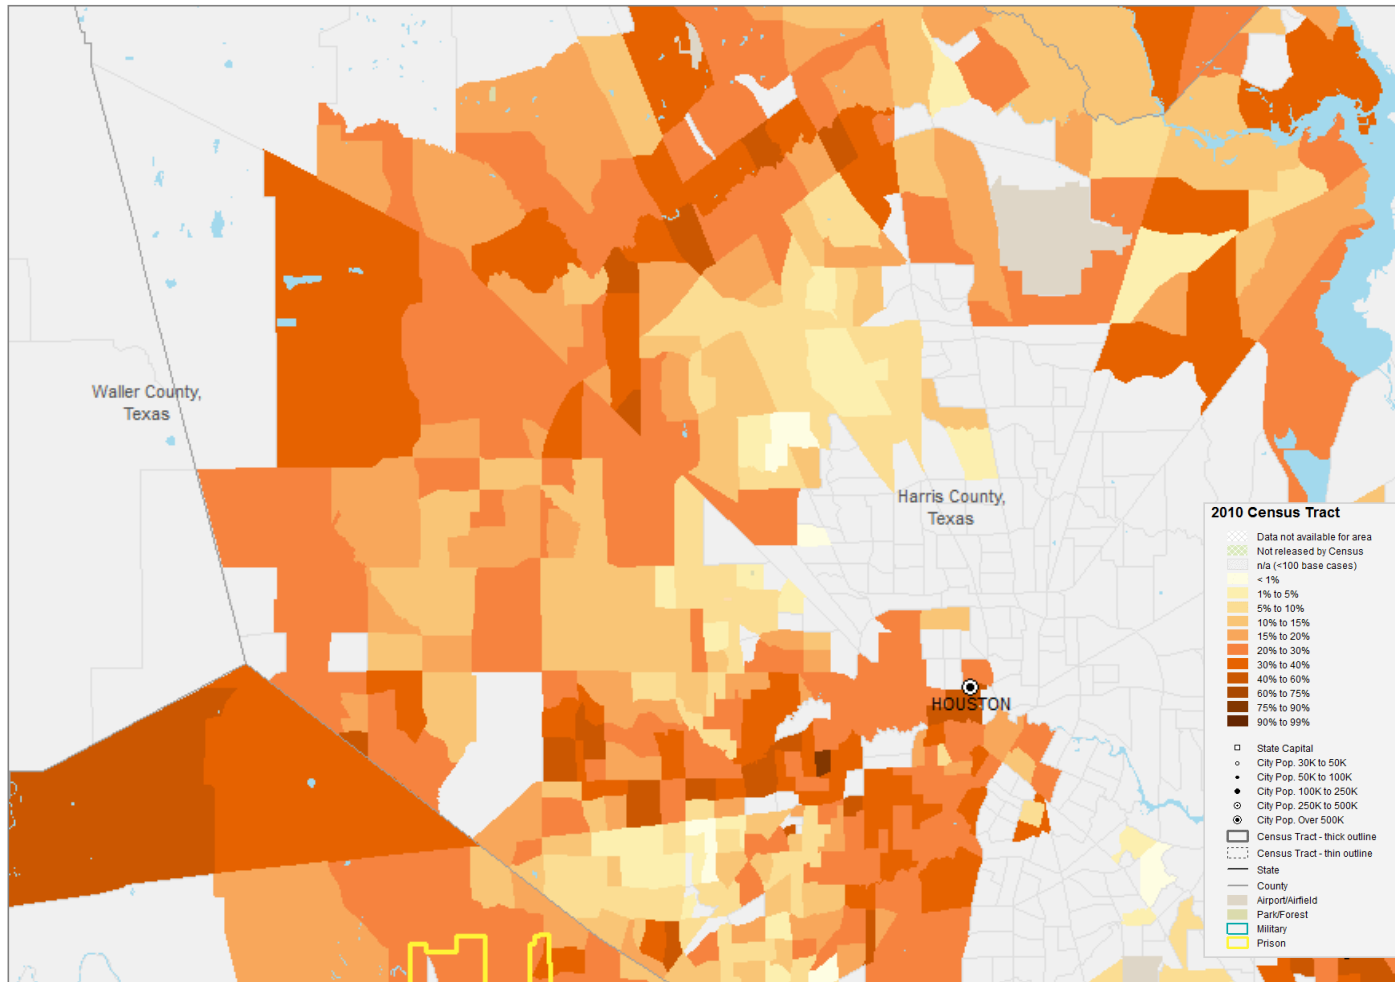 Waller County,
Texas
Harris County,
Texas
HOUSTON
2010 Census Tract
Data not available for area
Not released by Census
n/a (<100 base cases)
< 1%
1% to 5%
5% to 10%
10% to 15%
15% to 20%
20% to 30%
30% to 40%
40% to 60%
60% to 75%
75% to 90%
90% to 99%
State Capital
City Pop. 30K to 50K
City Pop. 50K to 100K
City Pop. 100K to 250K
City Pop. 250K to 500K
City Pop. Over 500K
Census Tract - thick outline
Census Tract - thin outline
State
County
Airport/Airfield
Park/Forest
Military
Prison